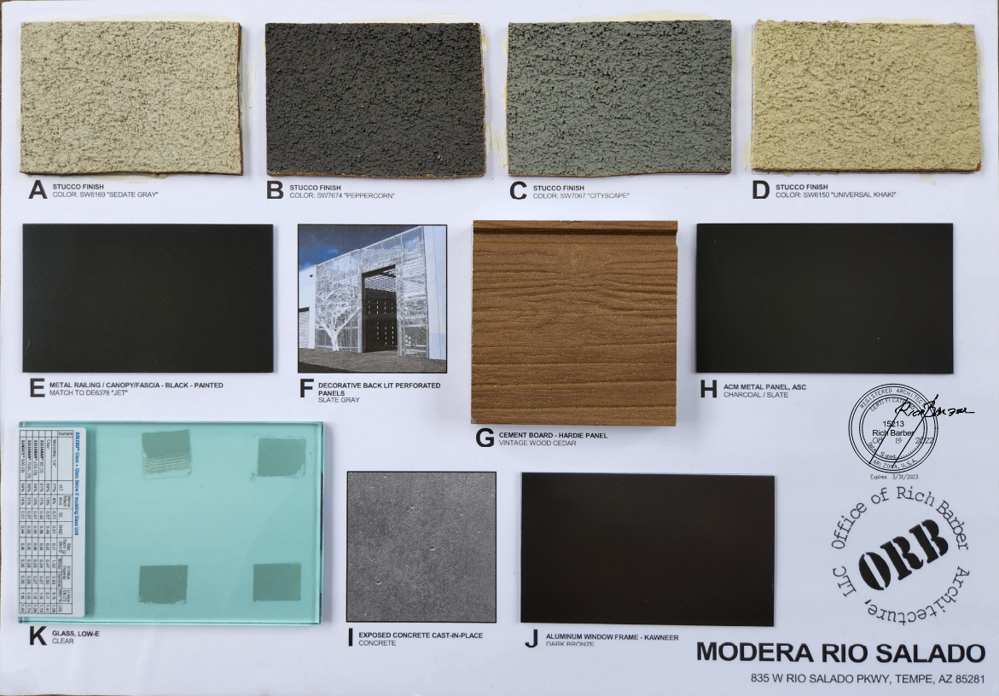 A STUCCO FINISH
COLOR: SW6169 "SEDATE GRAY"
B STUCCO FINISH
COLOR: SW7674 "PEPPERCORN"
C STUCCO FINISH
COLOR: SW7067 "CITYSCAPE"
D STUCCO FINISH
COLOR: SW6150 "UNIVERSAL KHAKI"
E METAL RAILING / CANOPY/FASCIA - BLACK - PAINTED
MATCH TO DE6378 "JET"
F DECORATIVE BACK LIT PERFORATED
PANELS
SLATE GRAY
G CEMENT BOARD - HARDIE PANEL
VINTAGE WOOD CEDAR
H ACM METAL PANEL, ASC
CHARCOAL / SLATE
REGISTERED ARCHITECT
15213
Rich Barber
ARIZONA, U.S.A.
Expires 3/31/2023
Office of Rich Barber
Architecture, LLC
ORB
K GLASS, LOW-E
CLEAR
I EXPOSED CONCRETE CAST-IN-PLACE
CONCRETE
J ALUMINUM WINDOW FRAME - KAWNEER
DARK BRONZE
MODERA RIO SALADO
835 W RIO SALADO PKWY, TEMPE, AZ 85281